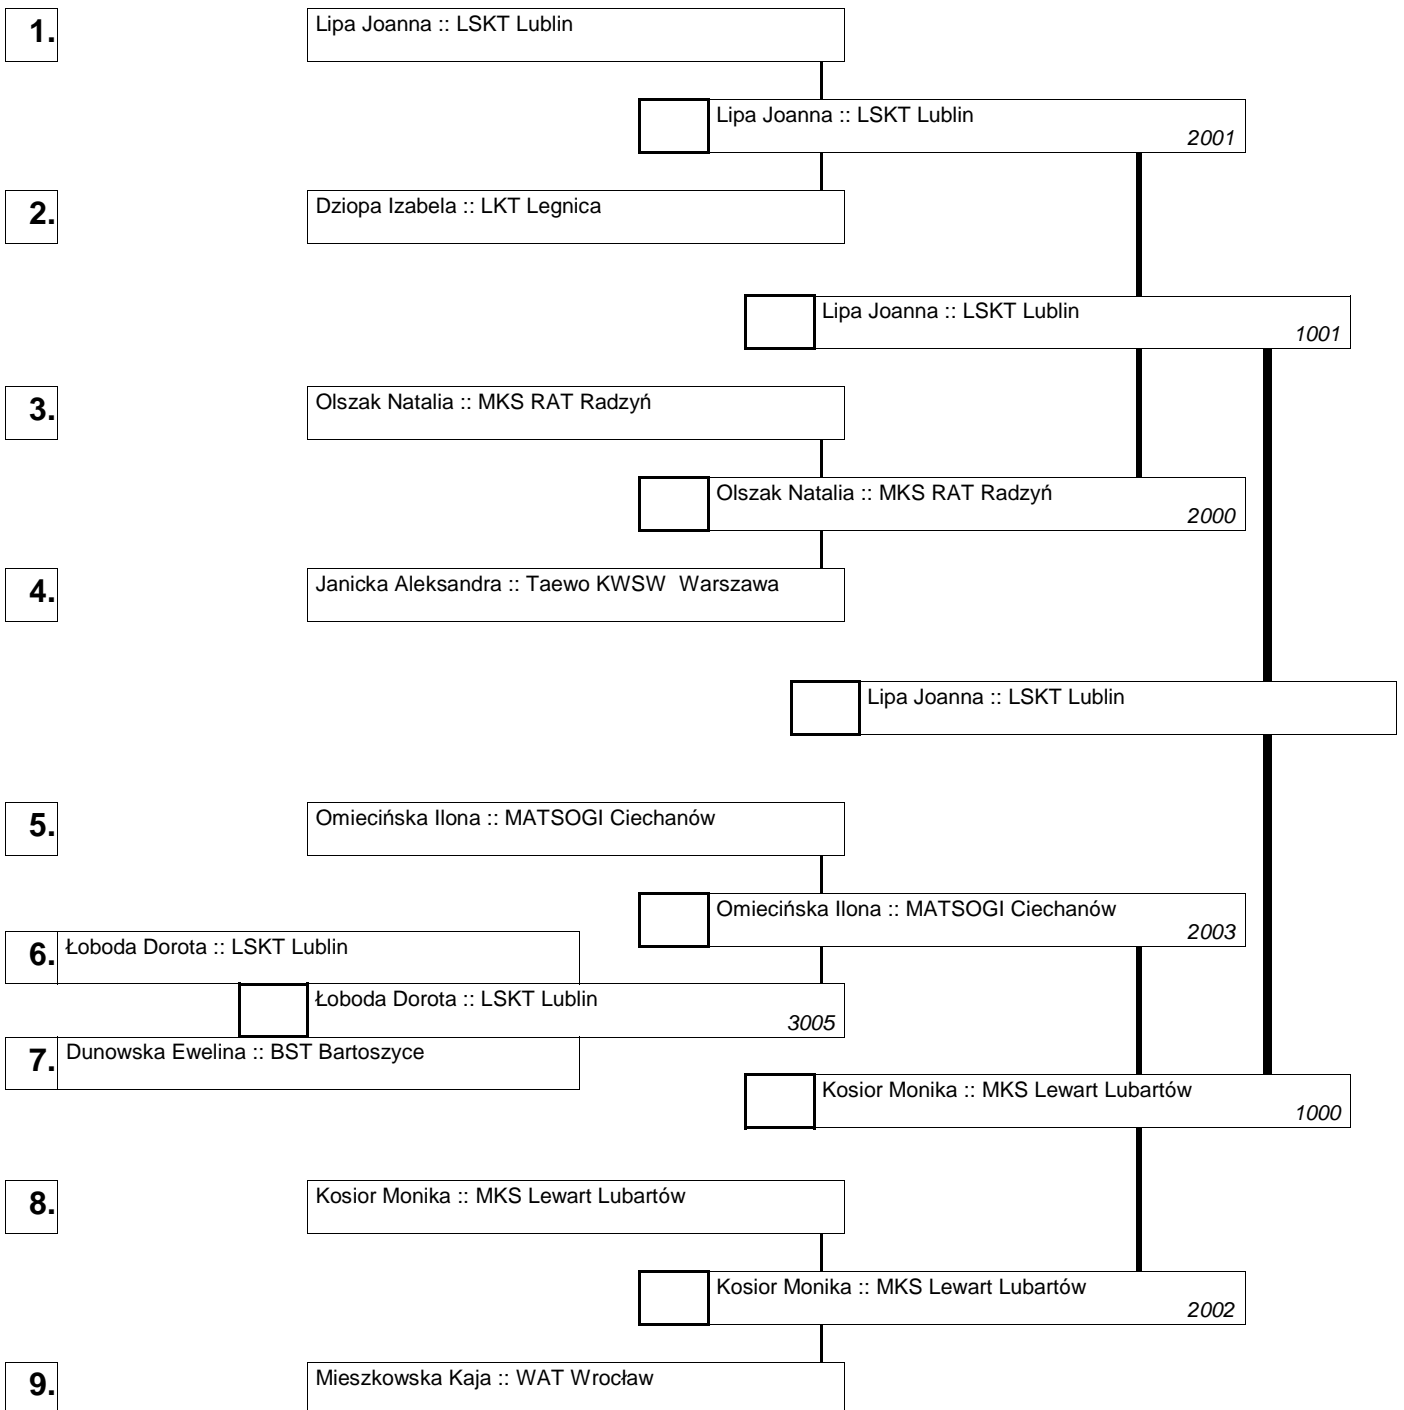 1. Lipa Joanna :: LSKT Lublin
Lipa Joanna :: LSKT Lublin
2001
2. Dziopa Izabela :: LKT Legnica
Lipa Joanna :: LSKT Lublin
1001
3. Olszak Natalia :: MKS RAT Radzyń
Olszak Natalia :: MKS RAT Radzyń
2000
4. Janicka Aleksandra :: Taewo KWSW  Warszawa
Lipa Joanna :: LSKT Lublin
5. Omiecińska Ilona :: MATSOGI Ciechanów
Omiecińska Ilona :: MATSOGI Ciechanów
2003
6. Łoboda Dorota :: LSKT Lublin
Łoboda Dorota :: LSKT Lublin
3005
7. Dunowska Ewelina :: BST Bartoszyce
Kosior Monika :: MKS Lewart Lubartów
1000
8. Kosior Monika :: MKS Lewart Lubartów
Kosior Monika :: MKS Lewart Lubartów
2002
9. Mieszkowska Kaja :: WAT Wrocław